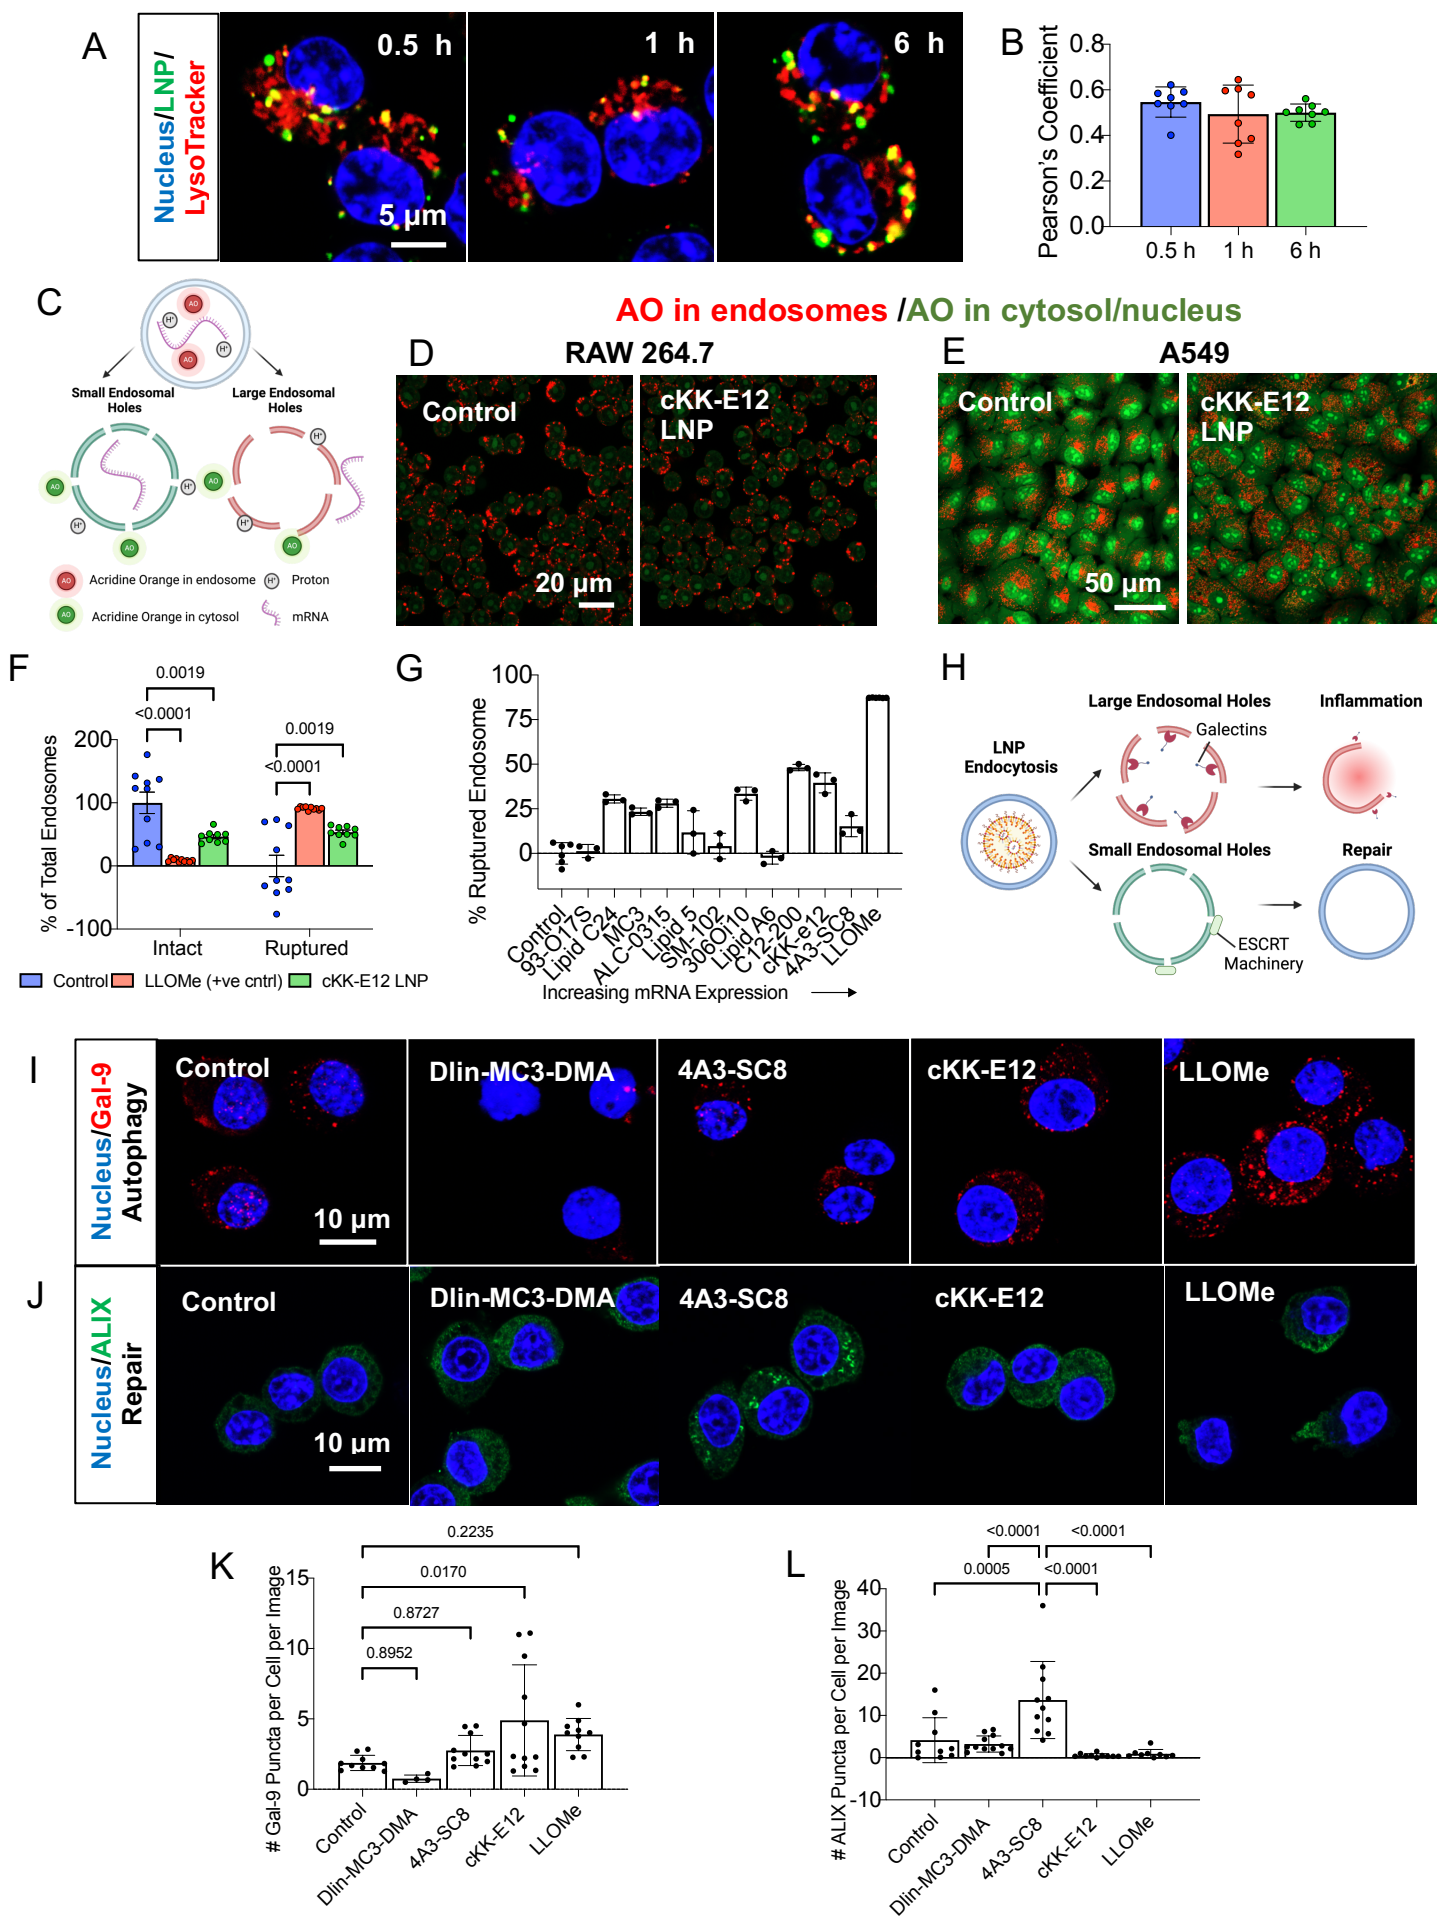 A
Nucleus/LNP/
LysoTracker
0.5 h
1 h
6 h
5 µm
B
Pearson's Coefficient
0.8
0.6
0.4
0.2
0.0
0.5 h
1 h
6 h
C
AO
H⁺
AO
H⁺
Small Endosomal
Holes
Large Endosomal
Holes
H⁺
AO
H⁺
AO
H⁺
H⁺
AO
AO
AO
Acridine Orange in endosome
H⁺
Proton
AO
Acridine Orange in cytosol
mRNA
AO in endosomes /AO in cytosol/nucleus
D
RAW 264.7
Control
cKK-E12
LNP
20 µm
E
A549
Control
cKK-E12
LNP
50 µm
F
% of Total Endosomes
200
100
0
-100
0.0019
<0.0001
0.0019
<0.0001
Intact
Ruptured
Control
LLOMe (+ve cntrl)
cKK-E12 LNP
G
% Ruptured Endosome
100
75
50
25
0
Control
93-O17S
Lipid C24
MC3
ALC-0315
Lipid 5
SM-102
306Oi10
Lipid A6
C12-200
cKK-e12
4A3-SC8
LLOMe
Increasing mRNA Expression
H
LNP
Endocytosis
Large Endosomal Holes
Galectins
Inflammation
Small Endosomal Holes
Repair
ESCRT
Machinery
I
Nucleus/Gal-9
Autophagy
Control
Dlin-MC3-DMA
4A3-SC8
cKK-E12
LLOMe
10 µm
J
Nucleus/ALIX
Repair
Control
Dlin-MC3-DMA
4A3-SC8
cKK-E12
LLOMe
10 µm
K
# Gal-9 Puncta per Cell per Image
15
10
5
0
0.2235
0.0170
0.8727
0.8952
Control
Dlin-MC3-DMA
4A3-SC8
cKK-E12
LLOMe
L
# ALIX Puncta per Cell per Image
40
30
20
10
0
-10
<0.0001
<0.0001
0.0005
<0.0001
Control
Dlin-MC3-DMA
4A3-SC8
cKK-E12
LLOMe